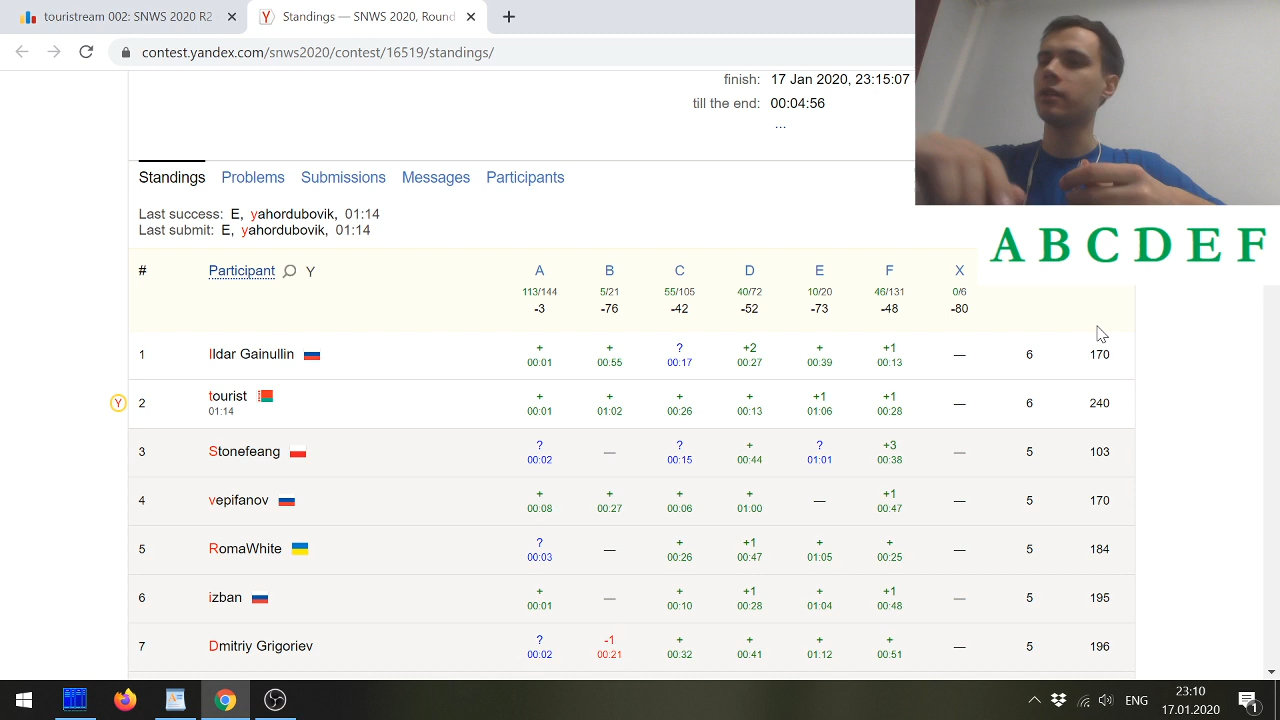 touristream 002: SNWS 2020 R2
Standings — SNWS 2020, Round
contest.yandex.com/snws2020/contest/16519/standings/
finish: 17 Jan 2020, 23:15:07
till the end: 00:04:56
...
Standings Problems Submissions Messages Participants
Last success: E, yahordubovik, 01:14
Last submit: E, yahordubovik, 01:14
A B C D E F
# Participant Y A B C D E F X
113/144 5/21 55/105 40/72 10/20 46/131 0/6
-3 -76 -42 -52 -73 -48 -80
1 Ildar Gainullin + + ? +2 + +1 — 6 170
00:01 00:55 00:17 00:27 00:39 00:13
Y 2 tourist + + + + +1 +1 — 6 240
01:14 00:01 01:02 00:26 00:13 01:06 00:28
3 Stonefeang ? — ? + ? +3 — 5 103
00:02 00:15 00:44 01:01 00:38
4 vepifanov + + + + — +1 — 5 170
00:08 00:27 00:06 01:00 00:47
5 RomaWhite ? — + +1 + + — 5 184
00:03 00:26 00:47 01:05 00:25
6 izban + — + +1 + +1 — 5 195
00:01 00:10 00:28 01:04 00:48
7 Dmitriy Grigoriev ? -1 + + + + — 5 196
00:02 00:21 00:32 00:41 01:12 00:51
ENG
23:10
17.01.2020
1